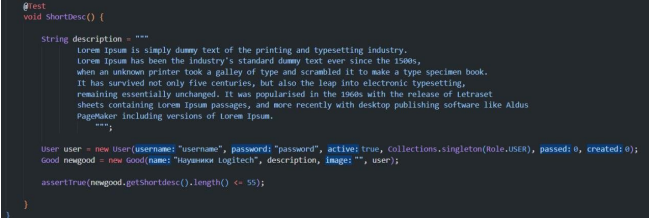 @Test
void ShortDesc() {
String description = """
Lorem Ipsum is simply dummy text of the printing and typesetting industry.
Lorem Ipsum has been the industry's standard dummy text ever since the 1500s,
when an unknown printer took a galley of type and scrambled it to make a type specimen book.
It has survived not only five centuries, but also the leap into electronic typesetting,
remaining essentially unchanged. It was popularised in the 1960s with the release of Letraset
sheets containing Lorem Ipsum passages, and more recently with desktop publishing software like Aldus
PageMaker including versions of Lorem Ipsum.
""";
User user = new User(username: "username", password: "password", active: true, Collections.singleton(Role.USER), passed: 0, created: 0);
Good newgood = new Good(name: "Наушники Logitech", description, image: "", user);
assertTrue(newgood.getShortdesc().length() <= 55);
}
}